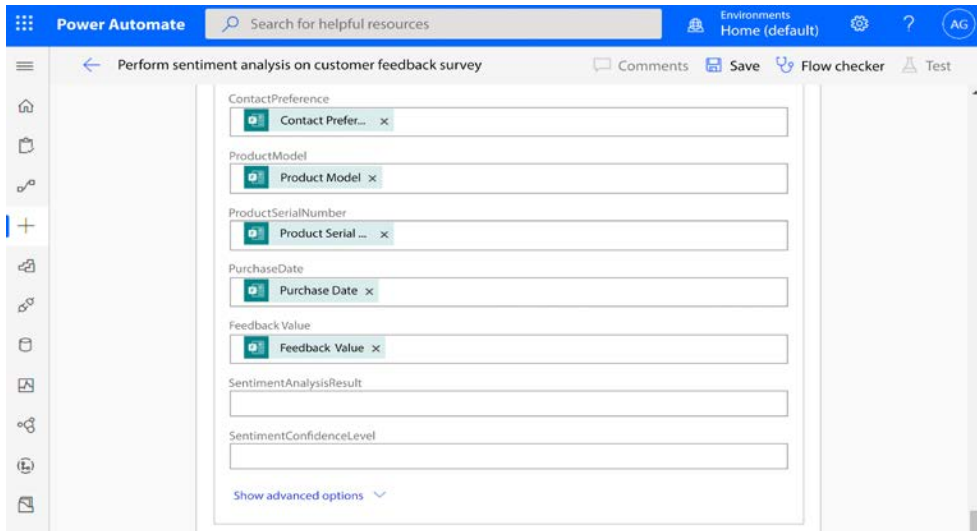 Power Automate
Search for helpful resources
Environments
Home (default)
?
AG
Perform sentiment analysis on customer feedback survey
Comments
Save
Flow checker
Test
ContactPreference
Contact Prefer... ×
ProductModel
Product Model ×
ProductSerialNumber
Product Serial ... ×
PurchaseDate
Purchase Date ×
Feedback Value
Feedback Value ×
SentimentAnalysisResult
SentimentConfidenceLevel
Show advanced options